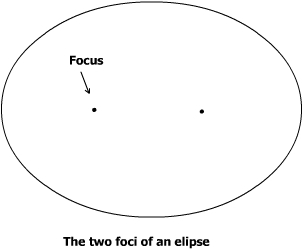 Focus
The two foci of an elipse